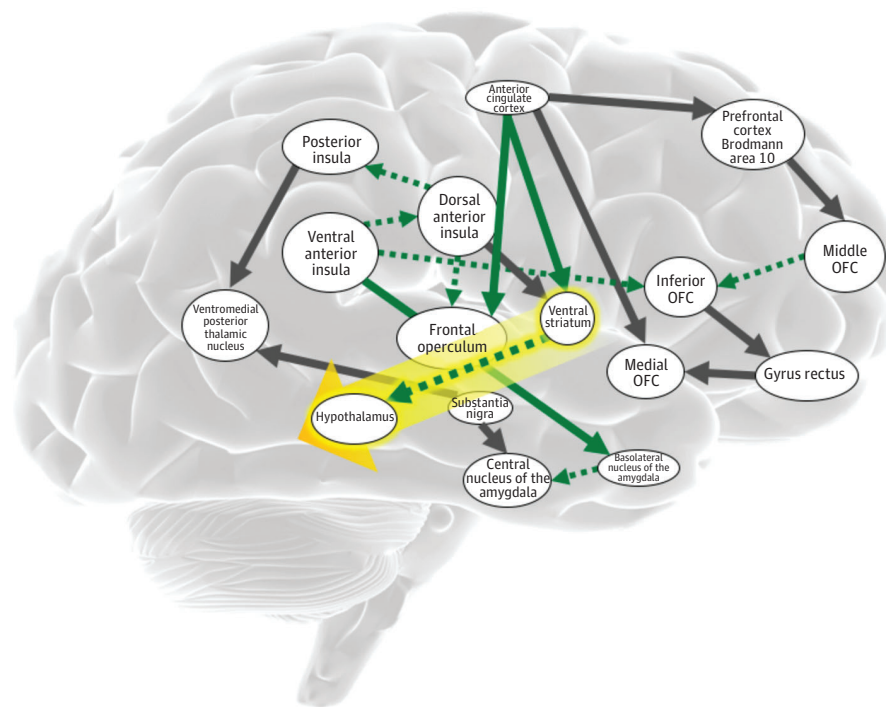 Anterior
cingulate
cortex
Prefrontal
cortex
Brodmann
area 10
Posterior
insula
Dorsal
anterior
insula
Ventral
anterior
insula
Middle
OFC
Inferior
OFC
Ventromedial
posterior
thalamic
nucleus
Frontal
operculum
Ventral
striatum
Medial
OFC
Gyrus rectus
Hypothalamus
Substantia
nigra
Central
nucleus of the
amygdala
Basolateral
nucleus of the
amygdala